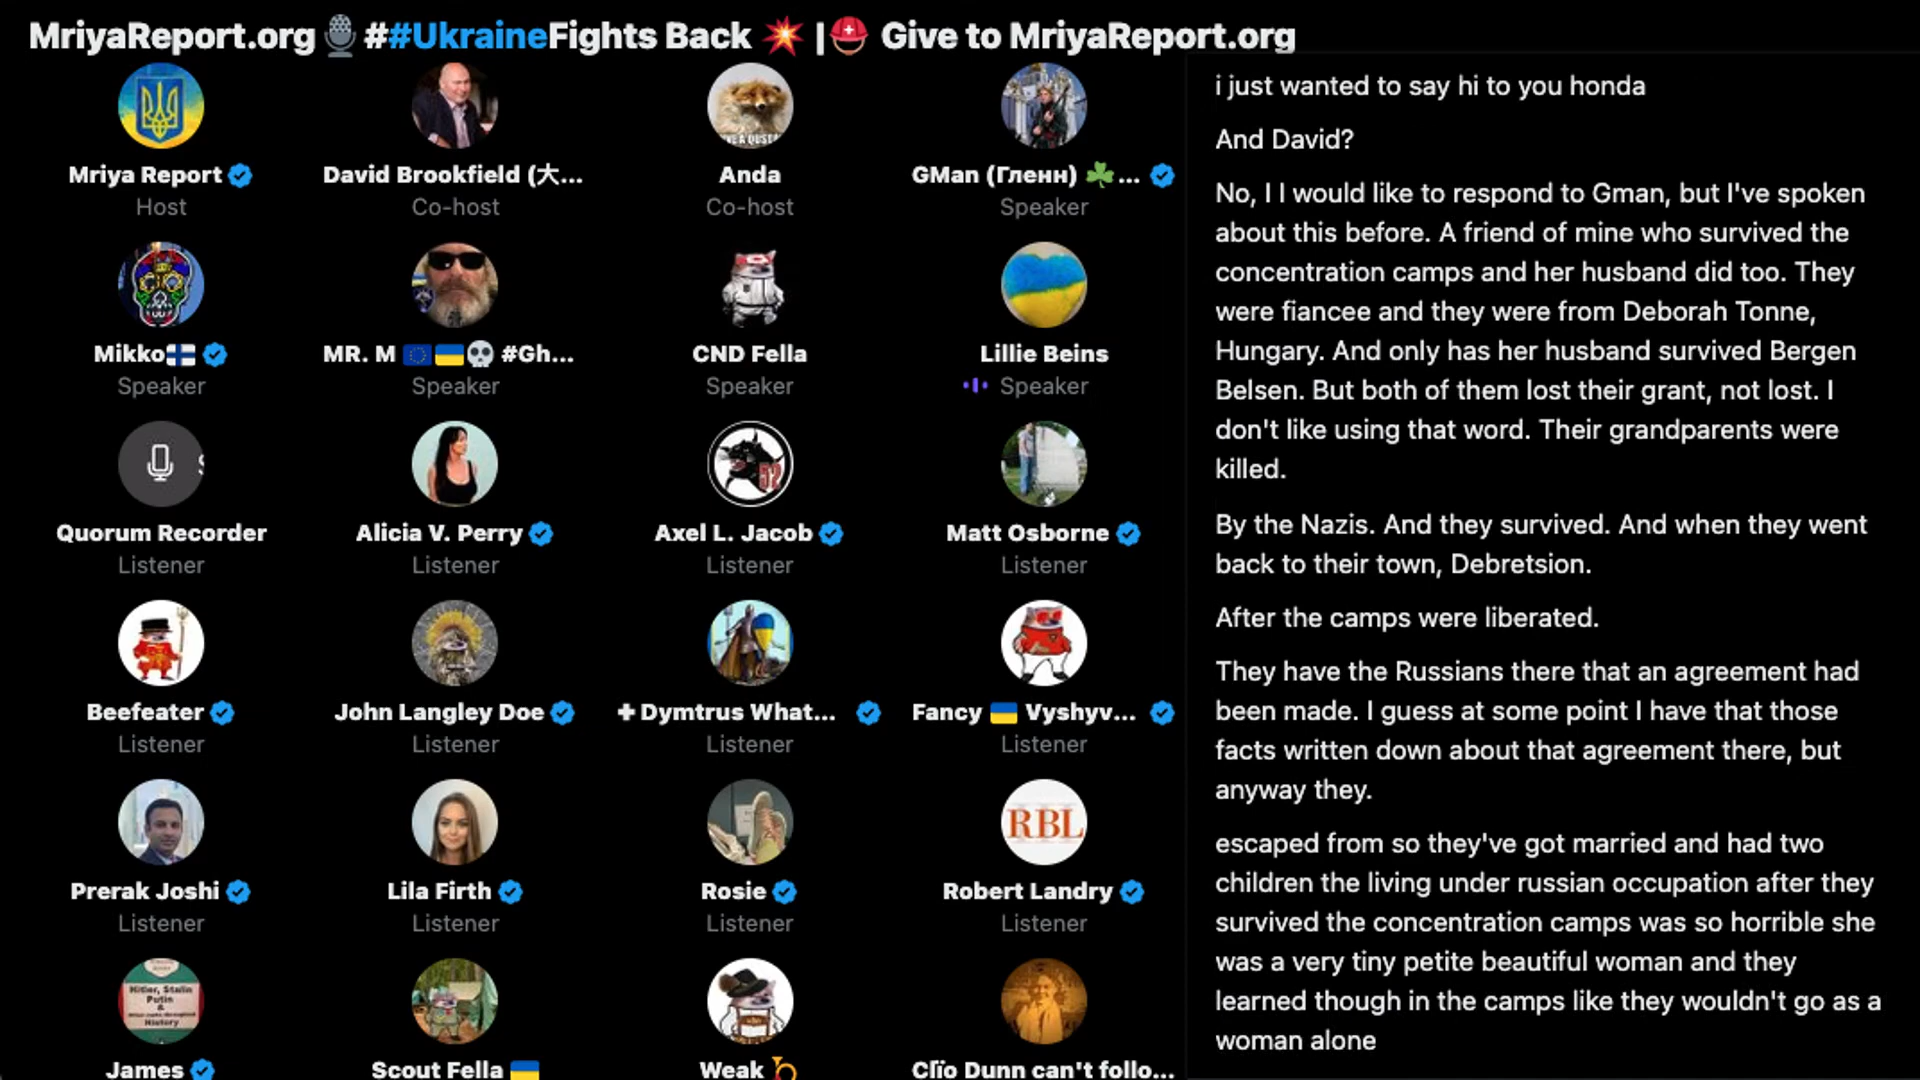 MriyaReport.org🎙️##UkraineFights Back 💥 |⛑️ Give to MriyaReport.org
Mriya Report
Host
David Brookfield (大...
Co-host
Anda
Co-host
GMan (Гленн) ☘️...
Speaker
Mikko🇫🇮
Speaker
MR. M 🇪🇺🇺🇦💀 #Gh...
Speaker
CND Fella
Speaker
Lillie Beins
Speaker
Quorum Recorder
Listener
Alicia V. Perry
Listener
52
Axel L. Jacob
Listener
Matt Osborne
Listener
Beefeater
Listener
John Langley Doe
Listener
✚Dymtrus What...
Listener
Fancy 🇺🇦 Vyshyv...
Listener
Prerak Joshi
Listener
Lila Firth
Listener
Rosie
Listener
RBL
Robert Landry
Listener
Hitler, Stalin
Putin
&
History
James
Scout Fella 🇺🇦
Weak
Clïo Dunn can't follo...
i just wanted to say hi to you honda
And David?
No, I I would like to respond to Gman, but I've spoken
about this before. A friend of mine who survived the
concentration camps and her husband did too. They
were fiancee and they were from Deborah Tonne,
Hungary. And only has her husband survived Bergen
Belsen. But both of them lost their grant, not lost. I
don't like using that word. Their grandparents were
killed.
By the Nazis. And they survived. And when they went
back to their town, Debretsion.
After the camps were liberated.
They have the Russians there that an agreement had
been made. I guess at some point I have that those
facts written down about that agreement there, but
anyway they.
escaped from so they've got married and had two
children the living under russian occupation after they
survived the concentration camps was so horrible she
was a very tiny petite beautiful woman and they
learned though in the camps like they wouldn't go as a
woman alone